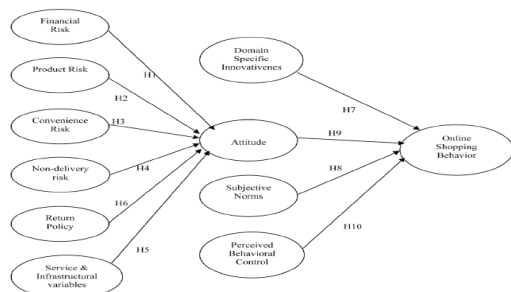 Financial
Risk
H1
Product Risk
H2
Convenience
Risk
H3
Non-delivery
risk
H4
Return
Policy
H6
Service &
Infrastructural
variables
H5
Attitude
Domain
Specific
Innovativenes
H7
H9
Subjective
Norms
H8
Perceived
Behavioral
Control
H10
Online
Shopping
Behavior